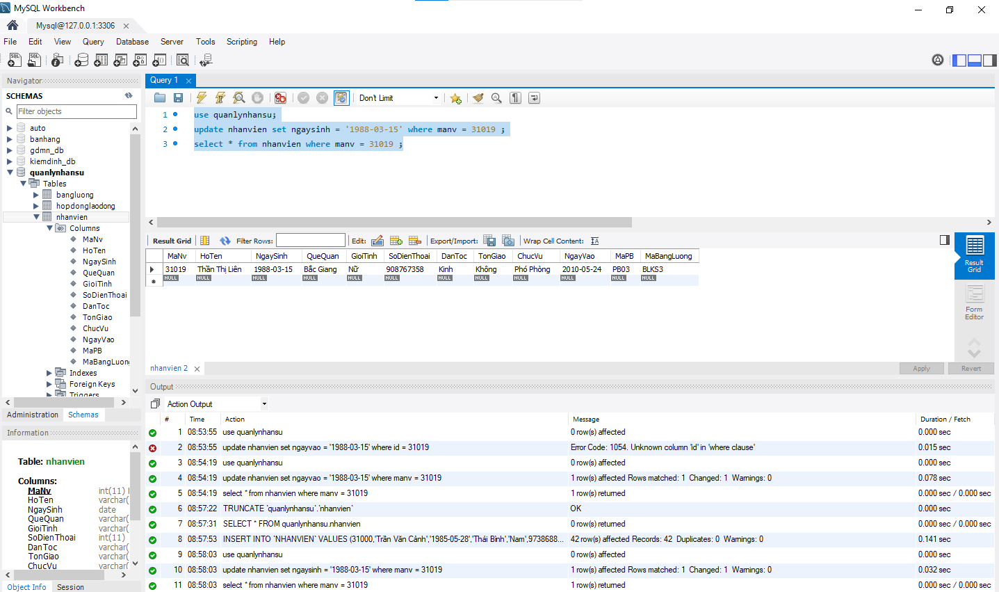 MySQL Workbench
Mysql@127.0.0.1:3306
File Edit View Query Database Server Tools Scripting Help
Navigator
SCHEMAS
Filter objects
auto
banhang
gdmn_db
kiemdinh_db
quanlynhansu
Tables
bangluong
hopdonglaodong
nhanvien
Columns
MaNv
HoTen
NgaySinh
QueQuan
GioiTinh
SoDienThoai
DanToc
TonGiao
ChucVu
NgayVao
MaPB
MaBangLuong
Indexes
Foreign Keys
Triggers
Administration Schemas
Information
Table: nhanvien
Columns:
MaNv int(11)
HoTen varchar(
NgaySinh date
QueQuan varchar(
GioiTinh varchar(
SoDienThoai int(11)
DanToc varchar(
TonGiao varchar(
ChucVu varchar(
Object Info Session
Query 1
Don't Limit
1 use quanlynhansu;
2 update nhanvien set ngaysinh = '1988-03-15' where manv = 31019 ;
3 select * from nhanvien where manv = 31019 ;
Result Grid Filter Rows: Edit: Export/Import: Wrap Cell Content:
MaNv HoTen NgaySinh QueQuan GioiTinh SoDienThoai DanToc TonGiao ChucVu NgayVao MaPB MaBangLuong
31019 Thần Thị Liên 1988-03-15 Bắc Giang Nữ 908767358 Kinh Không Phó Phòng 2010-05-24 PB03 BLKS3
NULL NULL NULL NULL NULL NULL NULL NULL NULL NULL NULL NULL
Result
Grid
Form
Editor
nhanvien 2
Apply Revert
Output
Action Output
# Time Action Message Duration / Fetch
1 08:53:55 use quanlynhansu 0 row(s) affected 0.000 sec
2 08:53:55 update nhanvien set ngayvao = '1988-03-15' where id = 31019 Error Code: 1054. Unknown column 'id' in 'where clause' 0.015 sec
3 08:54:19 use quanlynhansu 0 row(s) affected 0.000 sec
4 08:54:19 update nhanvien set ngayvao = '1988-03-15' where manv = 31019 1 row(s) affected Rows matched: 1 Changed: 1 Warnings: 0 0.078 sec
5 08:54:19 select * from nhanvien where manv = 31019 1 row(s) returned 0.000 sec / 0.000 sec
6 08:57:22 TRUNCATE `quanlynhansu`.`nhanvien` OK 0.000 sec
7 08:57:31 SELECT * FROM quanlynhansu.nhanvien 0 row(s) returned 0.000 sec / 0.000 sec
8 08:57:53 INSERT INTO `NHANVIEN` VALUES (31000,'Trần Văn Cảnh','1985-05-28','Thái Bình','Nam',9738688... 42 row(s) affected Records: 42 Duplicates: 0 Warnings: 0 0.141 sec
9 08:58:03 use quanlynhansu 0 row(s) affected 0.000 sec
10 08:58:03 update nhanvien set ngaysinh = '1988-03-15' where manv = 31019 1 row(s) affected Rows matched: 1 Changed: 1 Warnings: 0 0.032 sec
11 08:58:03 select * from nhanvien where manv = 31019 1 row(s) returned 0.000 sec / 0.000 sec